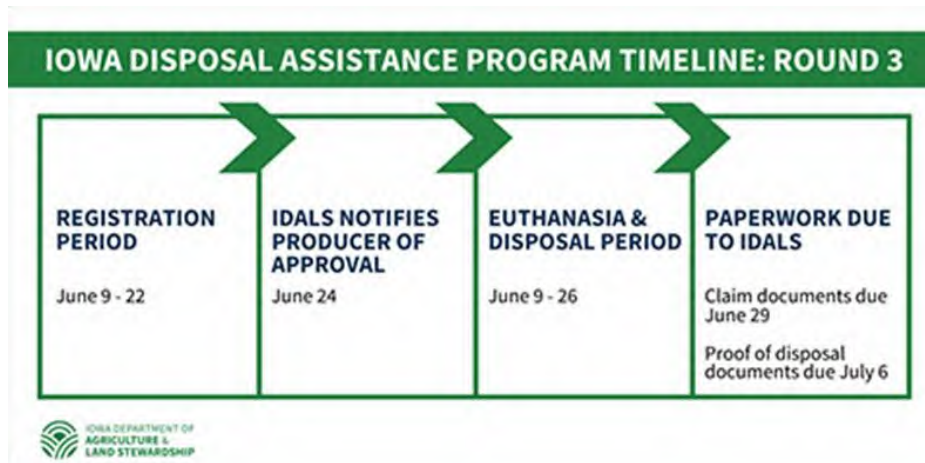 IOWA DISPOSAL ASSISTANCE PROGRAM TIMELINE: ROUND 3
REGISTRATION
PERIOD
June 9 - 22
IDALS NOTIFIES
PRODUCER OF
APPROVAL
June 24
EUTHANASIA &
DISPOSAL PERIOD
June 9 - 26
PAPERWORK DUE
TO IDALS
Claim documents due
June 29
Proof of disposal
documents due July 6
IOWA DEPARTMENT OF
AGRICULTURE &
LAND STEWARDSHIP